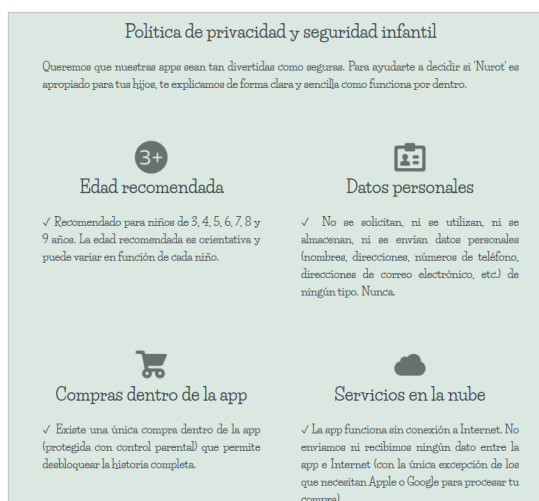 Política de privacidad y seguridad infantil
Queremos que nuestras apps sean tan divertidas como seguras. Para ayudarte a decidir si 'Nurot' es
apropiado para tus hijos, te explicamos de forma clara y sencilla como funciona por dentro.
3+
Edad recomendada
✓ Recomendado para niños de 3, 4, 5, 6, 7, 8 y
9 años. La edad recomendada es orientativa y
puede variar en función de cada niño.
Datos personales
✓ No se solicitan, ni se utilizan, ni se
almacenan, ni se envían datos personales
(nombres, direcciones, números de teléfono,
direcciones de correo electrónico, etc.) de
ningún tipo. Nunca.
Compras dentro de la app
✓ Existe una única compra dentro de la app
(protegida con control parental) que permite
desbloquear la historia completa.
Servicios en la nube
✓ La app funciona sin conexión a Internet. No
enviamos ni recibimos ningún dato entre la
app e Internet (con la única excepción de los
que necesitan Apple o Google para procesar tu
compra)